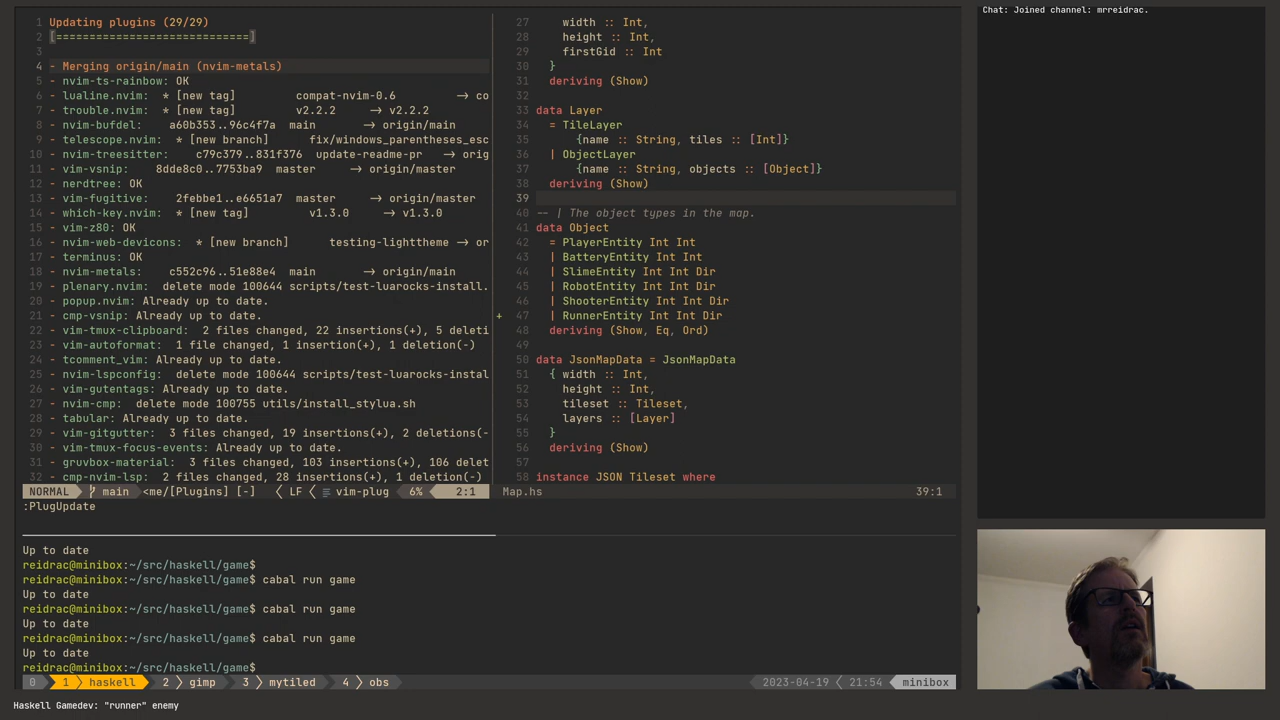 1 Updating plugins (29/29)
2 [=============================]
3
4 - Merging origin/main (nvim-metals)
5 - nvim-ts-rainbow: OK
6 - lualine.nvim:  * [new tag]         compat-nvim-0.6      -> co
7 - trouble.nvim:  * [new tag]         v2.2.2     -> v2.2.2
8 - nvim-bufdel:    a60b353..96c4f7a  main       -> origin/main
9 - telescope.nvim:  * [new branch]      fix/windows_parentheses_esc
10 - nvim-treesitter:    c79c379..831f376  update-readme-pr   -> orig
11 - vim-vsnip:    8dde8c0..7753ba9  master     -> origin/master
12 - nerdtree: OK
13 - vim-fugitive:    2febbe1..e6651a7  master     -> origin/master
14 - which-key.nvim:  * [new tag]         v1.3.0     -> v1.3.0
15 - vim-z80: OK
16 - nvim-web-devicons:  * [new branch]      testing-lighttheme -> or
17 - terminus: OK
18 - nvim-metals:    c552c96..51e88e4  main       -> origin/main
19 - plenary.nvim:  delete mode 100644 scripts/test-luarocks-install.
20 - popup.nvim: Already up to date.
21 - cmp-vsnip: Already up to date.
22 - vim-tmux-clipboard:  2 files changed, 22 insertions(+), 5 deleti
23 - vim-autoformat:  1 file changed, 1 insertion(+), 1 deletion(-)
24 - tcomment_vim: Already up to date.
25 - nvim-lspconfig:  delete mode 100644 scripts/test-luarocks-instal
26 - vim-gutentags: Already up to date.
27 - nvim-cmp:  delete mode 100755 utils/install_stylua.sh
28 - tabular: Already up to date.
29 - vim-gitgutter:  3 files changed, 19 insertions(+), 2 deletions(-
30 - vim-tmux-focus-events: Already up to date.
31 - gruvbox-material:  3 files changed, 103 insertions(+), 106 delet
32 - cmp-nvim-lsp:  2 files changed, 28 insertions(+), 1 deletion(-)
NORMAL main <me/[Plugins] [-] LF vim-plug 6% 2:1
:PlugUpdate
27     width :: Int,
28     height :: Int,
29     firstGid :: Int
30   }
31   deriving (Show)
32
33 data Layer
34   = TileLayer
35       {name :: String, tiles :: [Int]}
36   | ObjectLayer
37       {name :: String, objects :: [Object]}
38   deriving (Show)
39
40 -- | The object types in the map.
41 data Object
42   = PlayerEntity Int Int
43   | BatteryEntity Int Int
44   | SlimeEntity Int Int Dir
45   | RobotEntity Int Int Dir
46   | ShooterEntity Int Int Dir
+ 47   | RunnerEntity Int Int Dir
48   deriving (Show, Eq, Ord)
49
50 data JsonMapData = JsonMapData
51   { width :: Int,
52     height :: Int,
53     tileset :: Tileset,
54     layers :: [Layer]
55   }
56   deriving (Show)
57
58 instance JSON Tileset where
Map.hs 39:1
Up to date
reidrac@minibox:~/src/haskell/game$
reidrac@minibox:~/src/haskell/game$ cabal run game
Up to date
reidrac@minibox:~/src/haskell/game$ cabal run game
Up to date
reidrac@minibox:~/src/haskell/game$ cabal run game
Up to date
reidrac@minibox:~/src/haskell/game$
0 1 haskell 2 gimp 3 mytiled 4 obs 2023-04-19 21:54 minibox
Chat: Joined channel: mrreidrac.
Haskell Gamedev: "runner" enemy